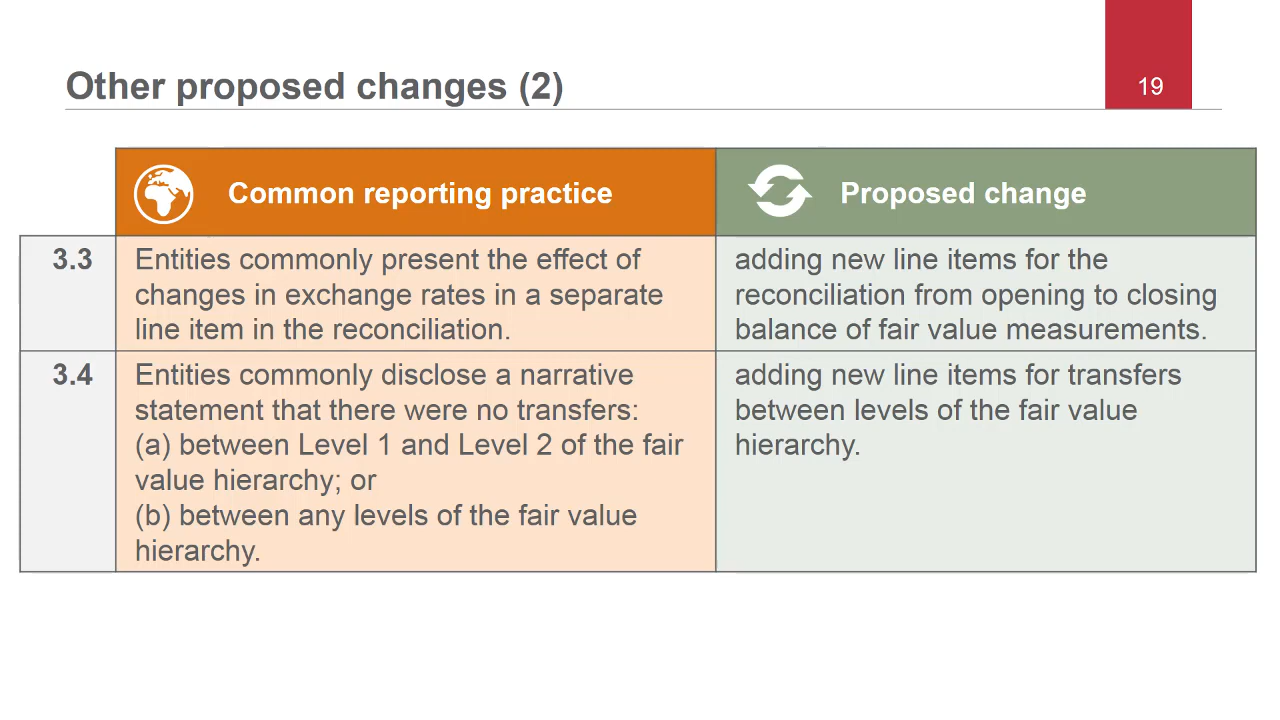 Other proposed changes (2)
19
Common reporting practice
Proposed change
3.3
Entities commonly present the effect of
changes in exchange rates in a separate
line item in the reconciliation.
adding new line items for the
reconciliation from opening to closing
balance of fair value measurements.
3.4
Entities commonly disclose a narrative
statement that there were no transfers:
(a) between Level 1 and Level 2 of the fair
value hierarchy; or
(b) between any levels of the fair value
hierarchy.
adding new line items for transfers
between levels of the fair value
hierarchy.